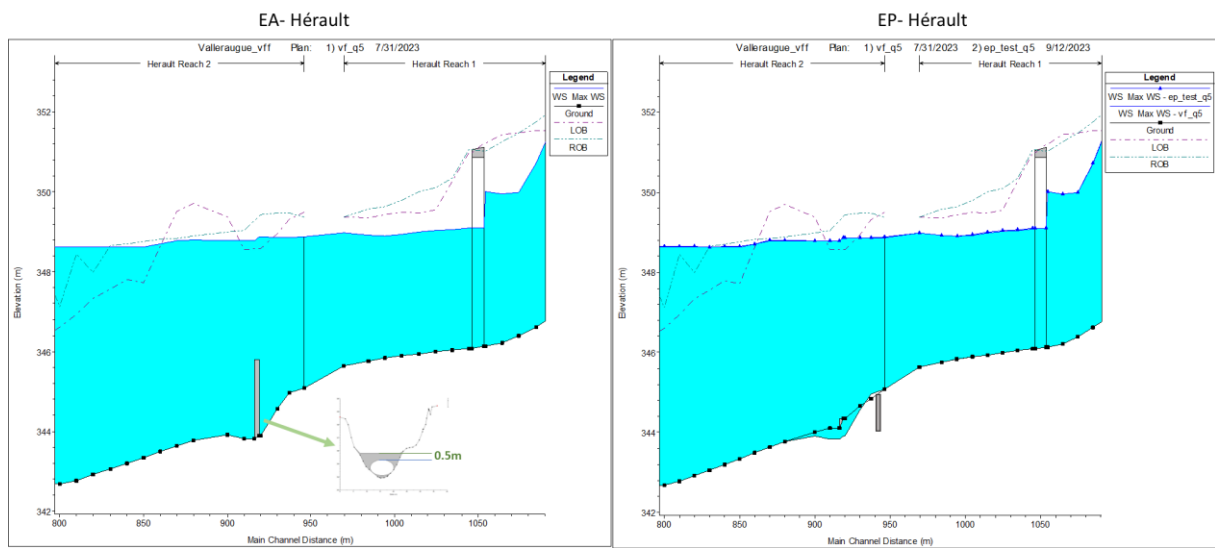 EA- Hérault
Valleraugue_vff Plan: 1) vf_q5 7/31/2023
Herault Reach 2
Herault Reach 1
Legend
WS Max WS
Ground
LOB
ROB
352
350
348
346
344
342
Elevation (m)
0.5m
800 850 900 950 1000 1050
Main Channel Distance (m)
EP- Hérault
Valleraugue_vff Plan: 1) vf_q5 7/31/2023 2) ep_test_q5 9/12/2023
Herault Reach 2
Herault Reach 1
Legend
WS Max WS - ep_test_q5
WS Max WS - vf_q5
Ground
LOB
ROB
352
350
348
346
344
342
Elevation (m)
800 850 900 950 1000 1050
Main Channel Distance (m)